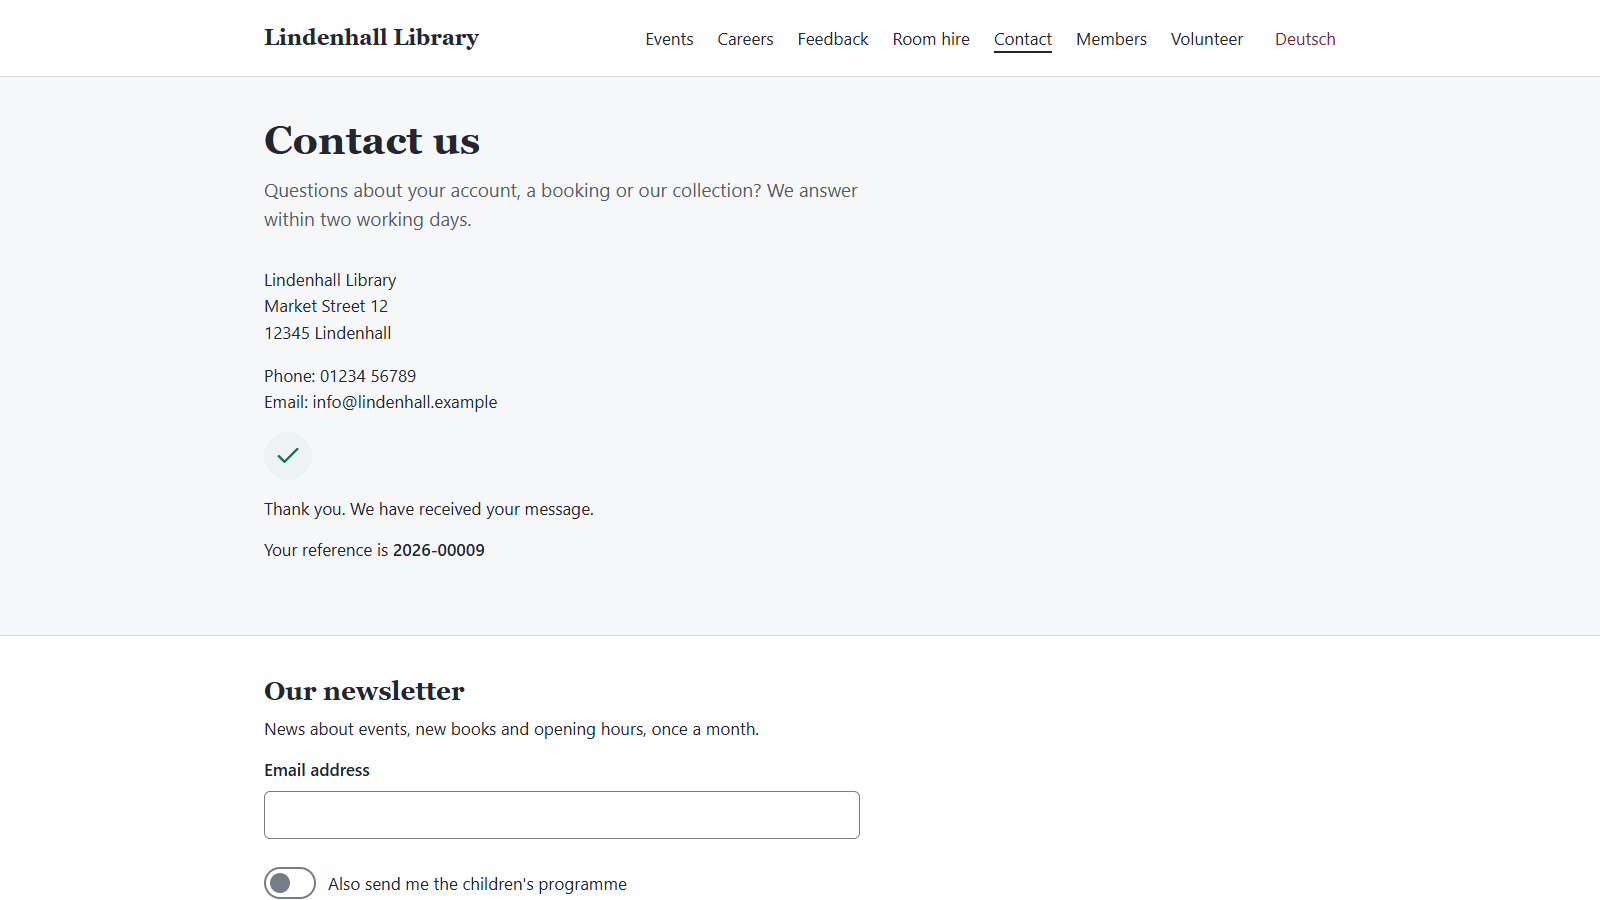 Lindenhall Library
Events Careers Feedback Room hire Contact Members Volunteer Deutsch
Contact us
Questions about your account, a booking or our collection? We answer
within two working days.
Lindenhall Library
Market Street 12
12345 Lindenhall
Phone: 01234 56789
Email: info@lindenhall.example
Thank you. We have received your message.
Your reference is 2026-00009
Our newsletter
News about events, new books and opening hours, once a month.
Email address
Also send me the children's programme